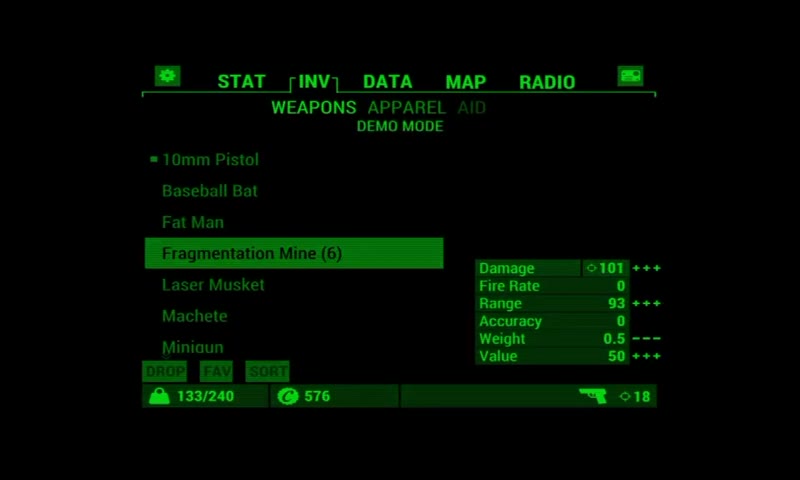 STAT INV DATA MAP RADIO
WEAPONS APPAREL AID
DEMO MODE
10mm Pistol
Baseball Bat
Fat Man
Fragmentation Mine (6)
Laser Musket
Machete
Minigun
Damage 101 +++
Fire Rate 0
Range 93 +++
Accuracy 0
Weight 0.5 ---
Value 50 +++
DROP FAV SORT
133/240 576 18